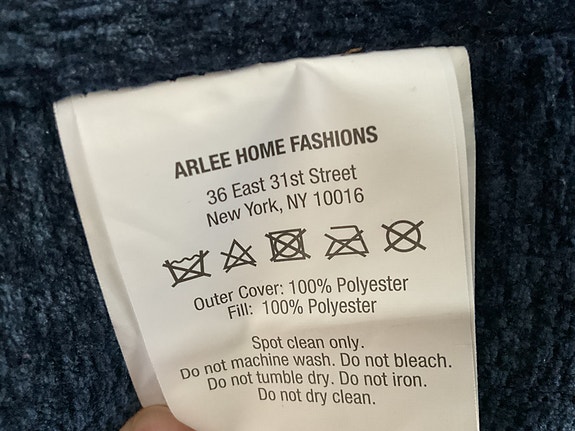 ARLEE HOME FASHIONS
36 East 31st Street
New York, NY 10016
Outer Cover: 100% Polyester
Fill: 100% Polyester
Spot clean only.
Do not machine wash. Do not bleach.
Do not tumble dry. Do not iron.
Do not dry clean.